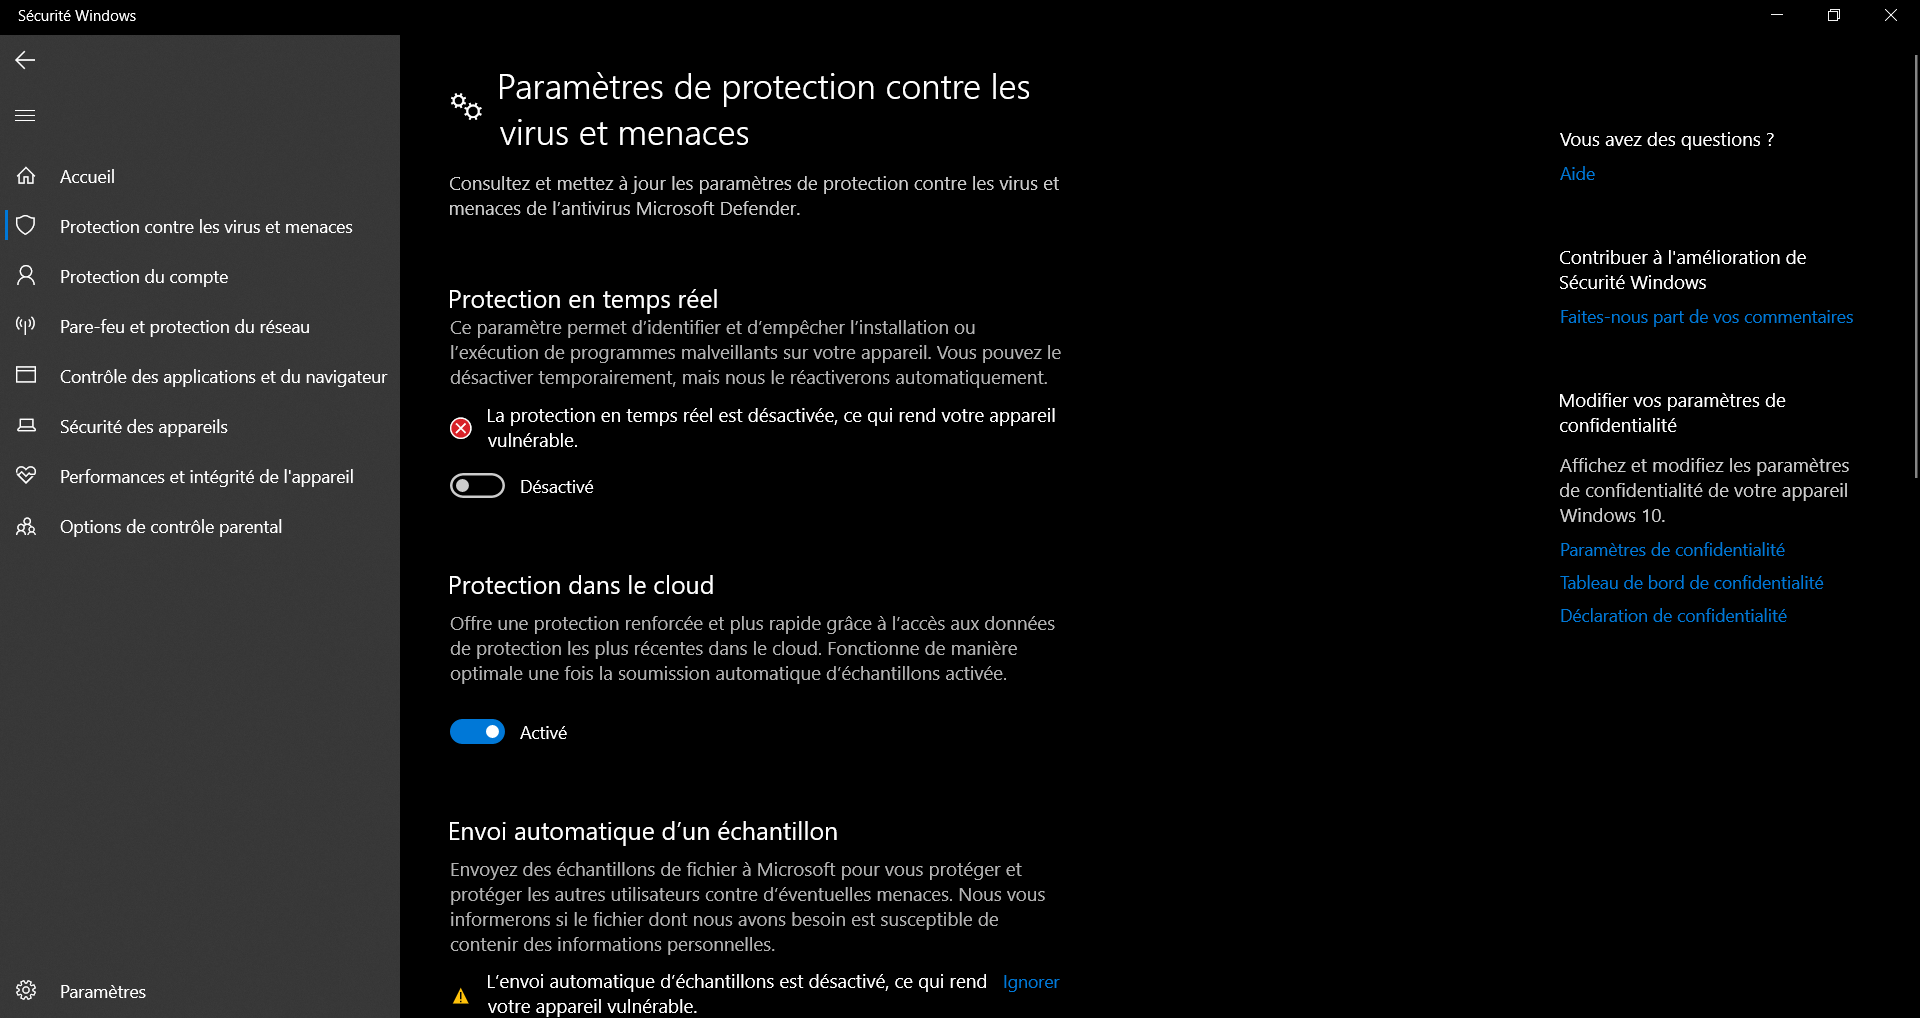 Sécurité Windows
Accueil
Protection contre les virus et menaces
Protection du compte
Pare-feu et protection du réseau
Contrôle des applications et du navigateur
Sécurité des appareils
Performances et intégrité de l'appareil
Options de contrôle parental
Paramètres
Paramètres de protection contre les
virus et menaces
Consultez et mettez à jour les paramètres de protection contre les virus et
menaces de l’antivirus Microsoft Defender.
Protection en temps réel
Ce paramètre permet d’identifier et d’empêcher l’installation ou
l’exécution de programmes malveillants sur votre appareil. Vous pouvez le
désactiver temporairement, mais nous le réactiverons automatiquement.
La protection en temps réel est désactivée, ce qui rend votre appareil
vulnérable.
Désactivé
Protection dans le cloud
Offre une protection renforcée et plus rapide grâce à l’accès aux données
de protection les plus récentes dans le cloud. Fonctionne de manière
optimale une fois la soumission automatique d’échantillons activée.
Activé
Envoi automatique d’un échantillon
Envoyez des échantillons de fichier à Microsoft pour vous protéger et
protéger les autres utilisateurs contre d’éventuelles menaces. Nous vous
informerons si le fichier dont nous avons besoin est susceptible de
contenir des informations personnelles.
L’envoi automatique d’échantillons est désactivé, ce qui rend
votre appareil vulnérable.
Ignorer
Vous avez des questions ?
Aide
Contribuer à l'amélioration de
Sécurité Windows
Faites-nous part de vos commentaires
Modifier vos paramètres de
confidentialité
Affichez et modifiez les paramètres
de confidentialité de votre appareil
Windows 10.
Paramètres de confidentialité
Tableau de bord de confidentialité
Déclaration de confidentialité